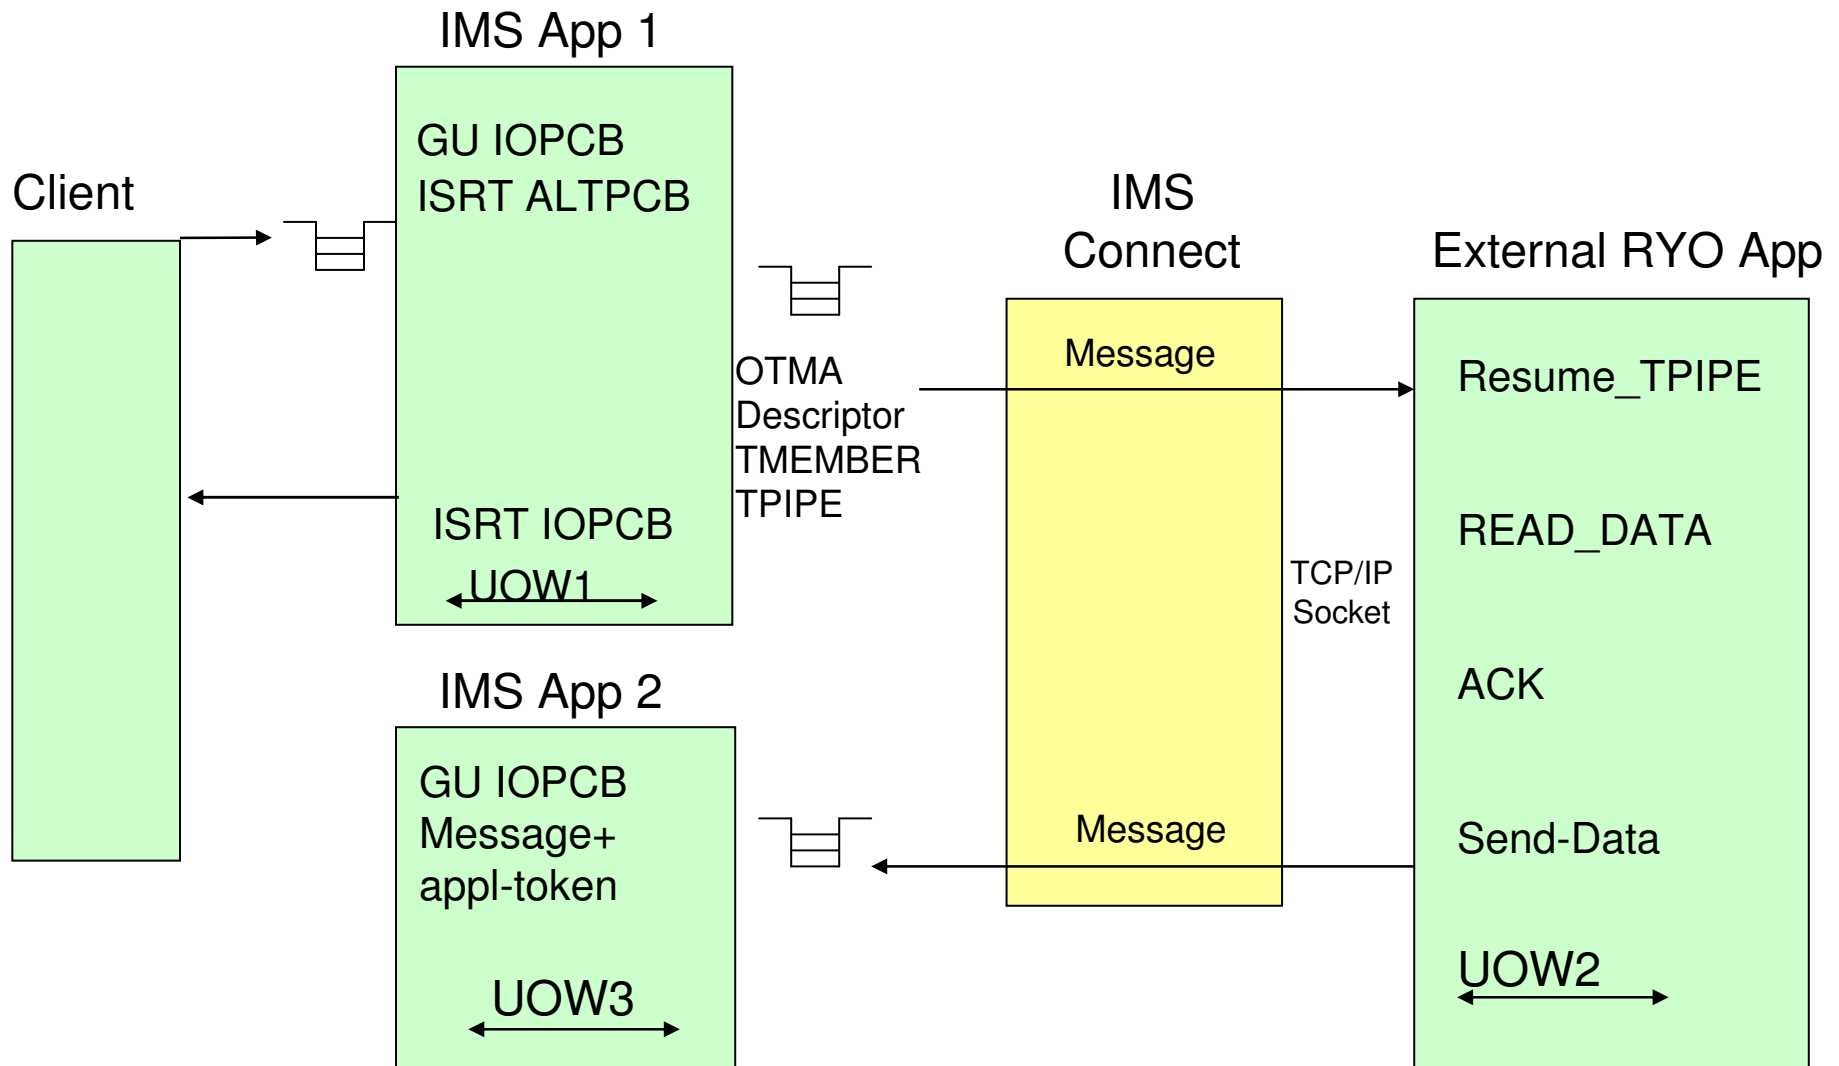 Client
IMS App 1
GU IOPCB
ISRT ALTPCB
ISRT IOPCB
UOW1
OTMA
Descriptor
TMEMBER
TPIPE
IMS
Connect
Message
Message
TCP/IP
Socket
External RYO App
Resume_TPIPE
READ_DATA
ACK
Send-Data
UOW2
IMS App 2
GU IOPCB
Message+
appl-token
UOW3